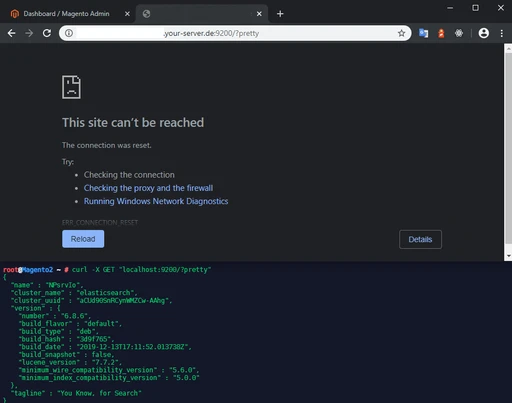 Dashboard / Magento Admin
.your-server.de:9200/?pretty
This site can't be reached
The connection was reset.
Try:
• Checking the connection
• Checking the proxy and the firewall
• Running Windows Network Diagnostics
ERR_CONNECTION_RESET
Reload
Details
root@Magento2 ~ # curl -X GET "localhost:9200/?pretty"
{
"name" : "NPsrvIe",
"cluster_name" : "elasticsearch",
"cluster_uuid" : "aCUd90SnRCynWMZCw-AAhg",
"version" : {
"number" : "6.8.6",
"build_flavor" : "default",
"build_type" : "deb",
"build_hash" : "3d9f765",
"build_date" : "2019-12-13T17:11:52.013738Z",
"build_snapshot" : false,
"lucene_version" : "7.7.2",
"minimum_wire_compatibility_version" : "5.6.0",
"minimum_index_compatibility_version" : "5.0.0"
},
"tagline" : "You Know, for Search"
}